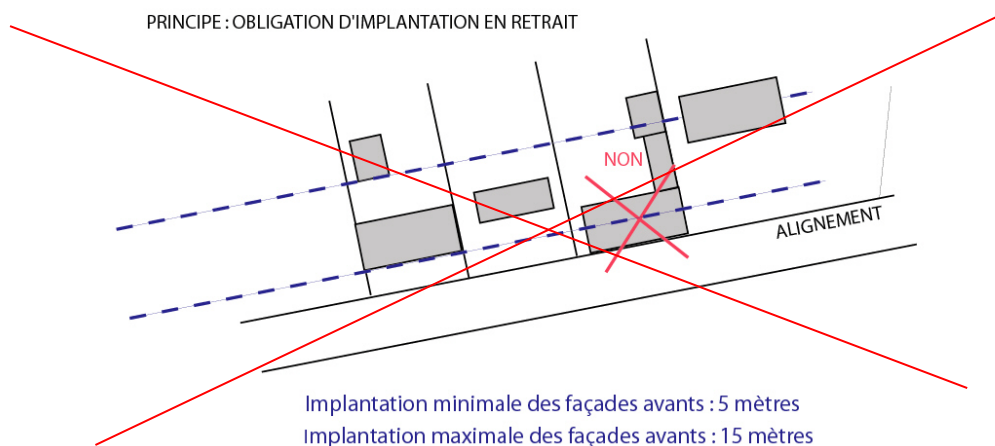 PRINCIPE : OBLIGATION D'IMPLANTATION EN RETRAIT
NON
ALIGNEMENT
Implantation minimale des façades avants : 5 mètres
Implantation maximale des façades avants : 15 mètres